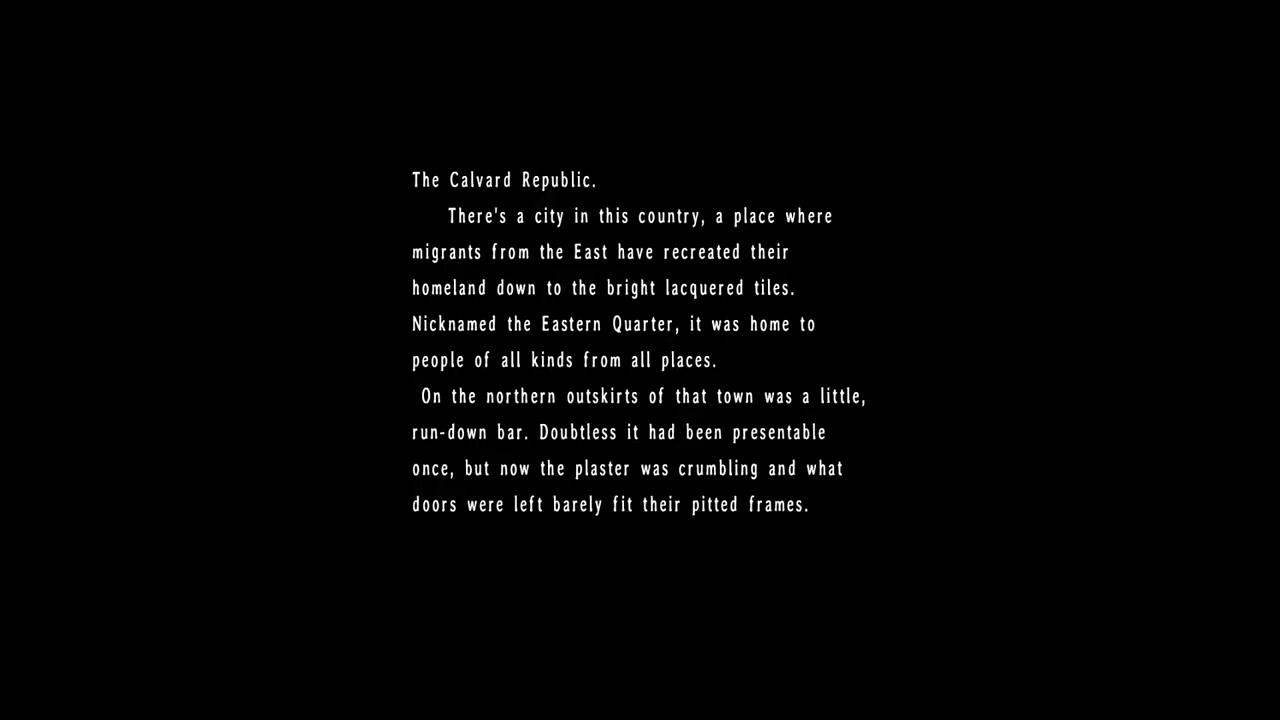 The Calvard Republic.
There's a city in this country, a place where
migrants from the East have recreated their
homeland down to the bright lacquered tiles.
Nicknamed the Eastern Quarter, it was home to
people of all kinds from all places.
On the northern outskirts of that town was a little,
run-down bar. Doubtless it had been presentable
once, but now the plaster was crumbling and what
doors were left barely fit their pitted frames.